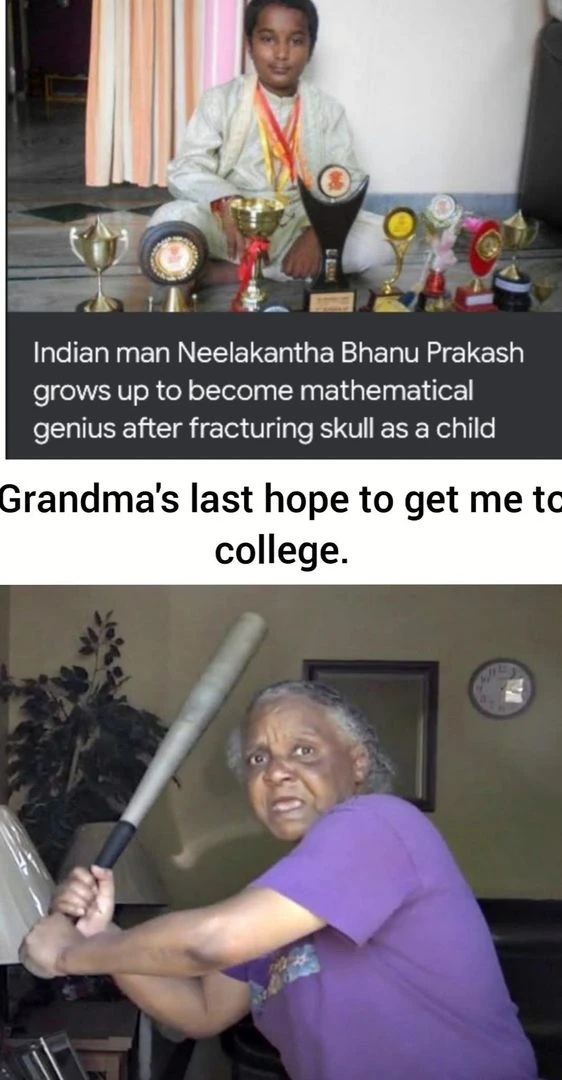 Indian man Neelakantha Bhanu Prakash
grows up to become mathematical
genius after fracturing skull as a child
Grandma's last hope to get me to
college.